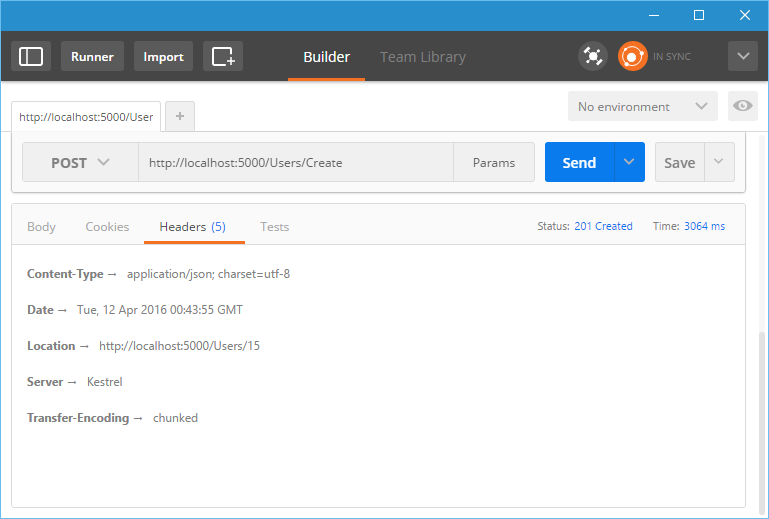 Runner Import Builder Team Library IN SYNC
http://localhost:5000/User + No environment
POST http://localhost:5000/Users/Create Params Send Save
Body Cookies Headers (5) Tests Status: 201 Created Time: 3064 ms
Content-Type → application/json; charset=utf-8
Date → Tue, 12 Apr 2016 00:43:55 GMT
Location → http://localhost:5000/Users/15
Server → Kestrel
Transfer-Encoding → chunked